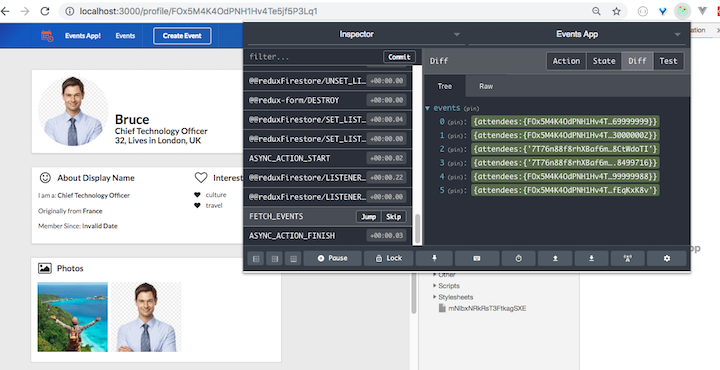 localhost:3000/profile/FOx5M4K4OdPNH1Hv4Te5jf5P3Lq1
Events App!
Events
Create Event
Inspector
Events App
filter...
Commit
Diff
Action
State
Diff
Test
@@reduxFirestore/UNSET_LI...
+00:00.00
@@redux-form/DESTROY
+00:00.00
@@reduxFirestore/SET_LIST...
+00:00.04
@@reduxFirestore/SET_LIST...
+00:00.00
ASYNC_ACTION_START
+00:00.02
@@reduxFirestore/LISTENER...
+00:00.22
@@reduxFirestore/LISTENER...
+00:00.00
FETCH_EVENTS
Jump
Skip
ASYNC_ACTION_FINISH
+00:00.03
Tree
Raw
events (pin)
0 (pin): {attendees:{FOx5M4K4OdPNH1Hv4T…69999999}}
1 (pin): {attendees:{FOx5M4K4OdPNH1Hv4T…30000002}}
2 (pin): {attendees:{'7T76n88f8rhXBaf6m…8CtWdoTI'}
3 (pin): {attendees:{'7T76n88f8rhXBaf6m….8499716}}
4 (pin): {attendees:{FOx5M4K4OdPNH1Hv4T…99999988}}
5 (pin): {attendees:{FOx5M4K4OdPNH1Hv4T…fEqKxK8v'}
Pause
Lock
Bruce
Chief Technology Officer
32, Lives in London, UK
About Display Name
I am a: Chief Technology Officer
Originally from France
Member Since: Invalid Date
Interest
culture
travel
Photos
Other
Scripts
Stylesheets
mNIbxNRkRsT3FtkagSXE